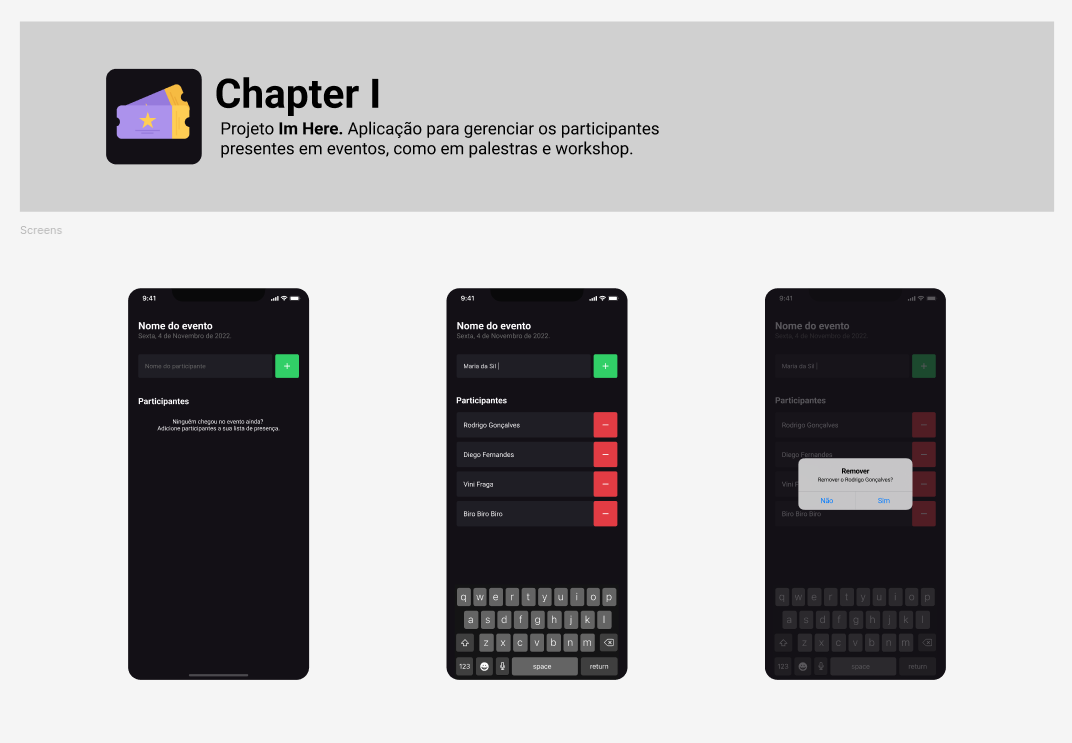 Chapter I
Projeto Im Here. Aplicação para gerenciar os participantes
presentes em eventos, como em palestras e workshop.
Screens
9:41
Nome do evento
Sexta, 4 de Novembro de 2022.
Nome do participante
+
Participantes
Ninguém chegou no evento ainda?
Adicione participantes a sua lista de presença.
9:41
Nome do evento
Sexta, 4 de Novembro de 2022.
Maria da Sil|
+
Participantes
Rodrigo Gonçalves
–
Diego Fernandes
–
Vini Fraga
–
Biro Biro Biro
–
q w e r t y u i o p
a s d f g h j k l
z x c v b n m
123 space return
9:41
Nome do evento
Sexta, 4 de Novembro de 2022.
Maria da Sil|
+
Participantes
Rodrigo Gonçalves
–
Diego Fernandes
–
Vini F
–
Biro Biro Biro
–
Remover
Remover o Rodrigo Gonçalves?
Não Sim
q w e r t y u i o p
a s d f g h j k l
z x c v b n m
123 space return